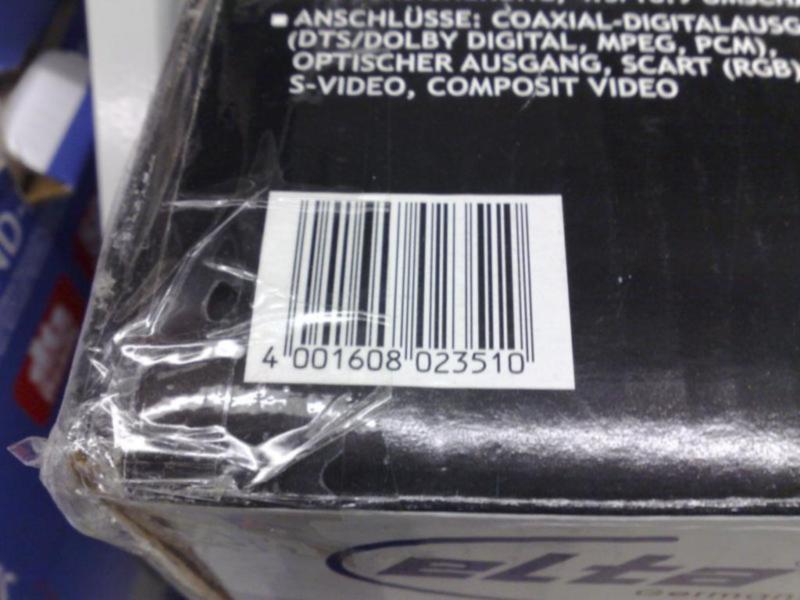 ■ ANSCHLÜSSE: COAXIAL-DIGITALAUSG
(DTS/DOLBY DIGITAL, MPEG, PCM),
OPTISCHER AUSGANG, SCART (RGB)
S-VIDEO, COMPOSIT VIDEO
4 001608 023510
elta
German